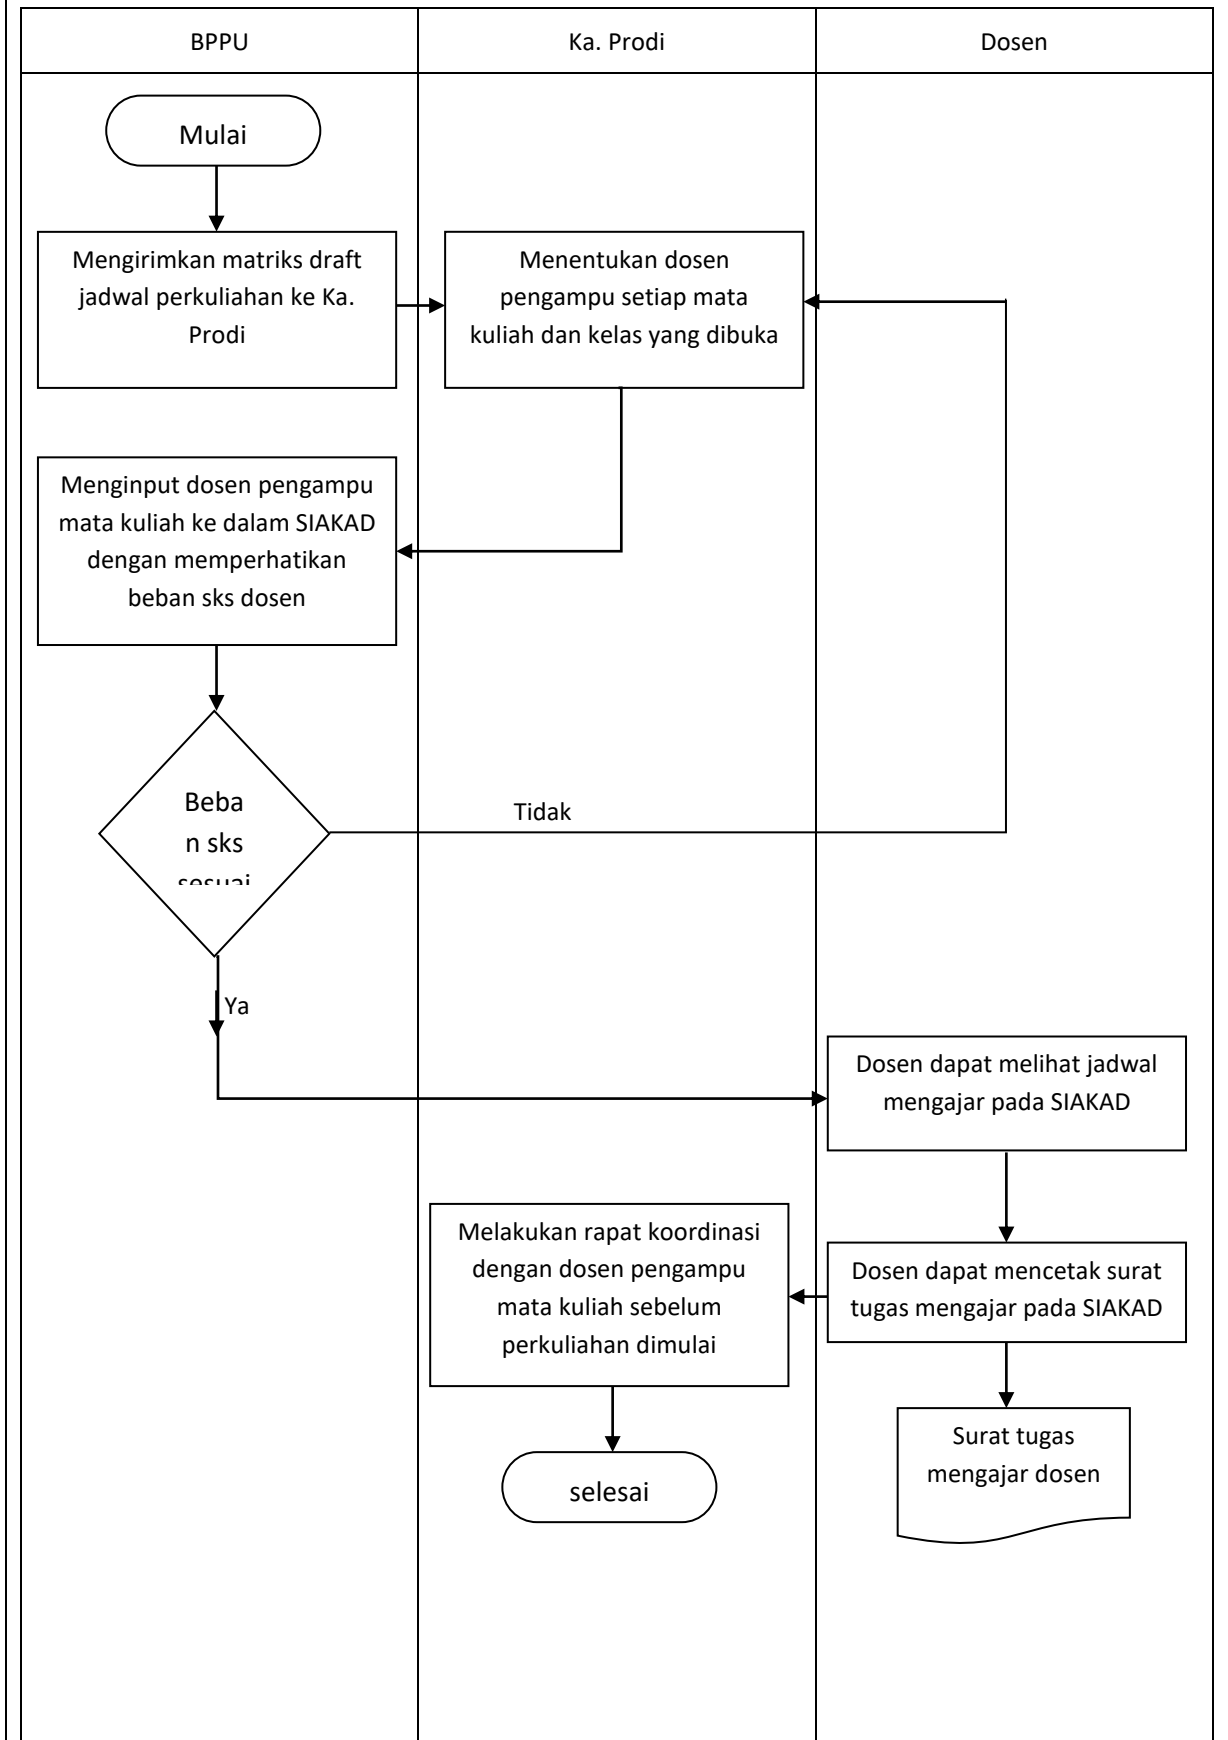 BPPU
Ka. Prodi
Dosen
Mulai
Mengirimkan matriks draft
jadwal perkuliahan ke Ka.
Prodi
Menentukan dosen
pengampu setiap mata
kuliah dan kelas yang dibuka
Menginput dosen pengampu
mata kuliah ke dalam SIAKAD
dengan memperhatikan
beban sks dosen
Beba
n sks
sesuai
Tidak
Ya
Dosen dapat melihat jadwal
mengajar pada SIAKAD
Melakukan rapat koordinasi
dengan dosen pengampu
mata kuliah sebelum
perkuliahan dimulai
Dosen dapat mencetak surat
tugas mengajar pada SIAKAD
Surat tugas
mengajar dosen
selesai